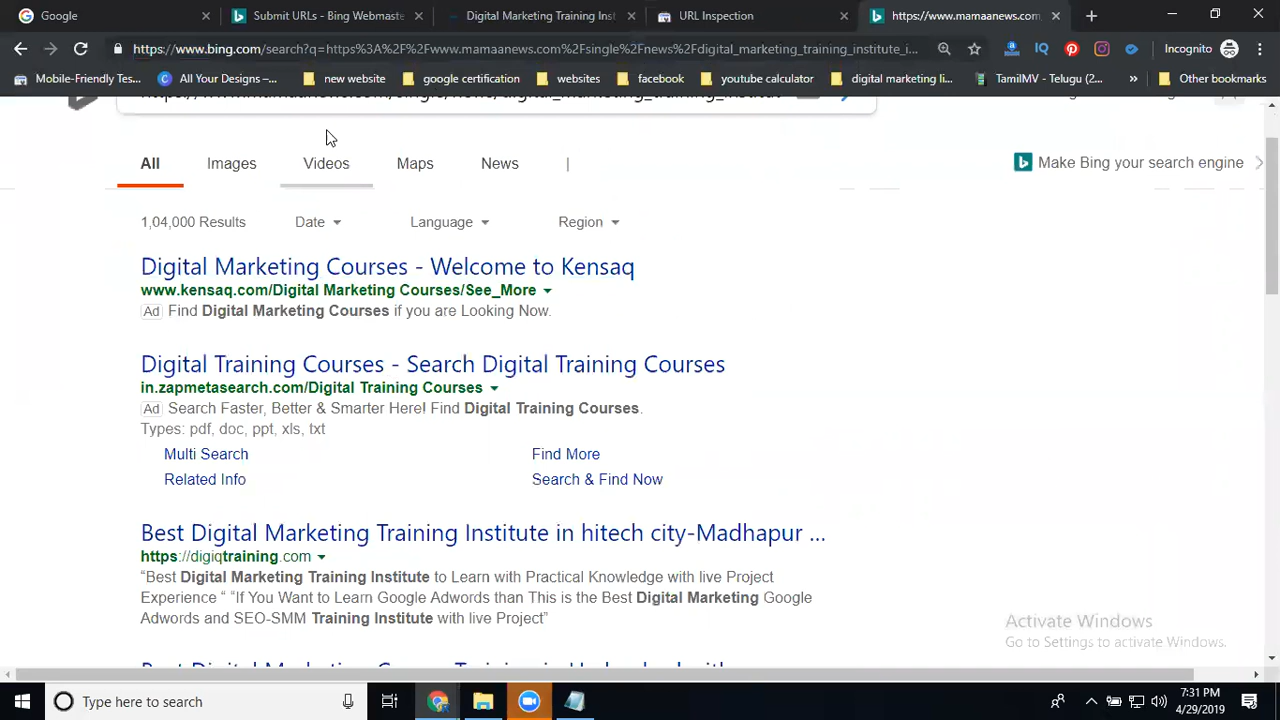 Google
Submit URLs - Bing Webmaste
Digital Marketing Training Inst
URL Inspection
https://www.mamaanews.com
https://www.bing.com/search?q=https%3A%2F%2Fwww.mamaanews.com%2Fsingle%2Fnews%2Fdigital_marketing_training_institute_i...
Incognito
Mobile-Friendly Tes...
All Your Designs –...
new website
google certification
websites
facebook
youtube calculator
digital marketing li...
TamilMV - Telugu (2...
Other bookmarks
All
Images
Videos
Maps
News
Make Bing your search engine
1,04,000 Results
Date
Language
Region
Digital Marketing Courses - Welcome to Kensaq
www.kensaq.com/Digital Marketing Courses/See_More
Ad Find Digital Marketing Courses if you are Looking Now.
Digital Training Courses - Search Digital Training Courses
in.zapmetasearch.com/Digital Training Courses
Ad Search Faster, Better & Smarter Here! Find Digital Training Courses.
Types: pdf, doc, ppt, xls, txt
Multi Search
Find More
Related Info
Search & Find Now
Best Digital Marketing Training Institute in hitech city-Madhapur ...
https://digiqtraining.com
“Best Digital Marketing Training Institute to Learn with Practical Knowledge with live Project
Experience “ “If You Want to Learn Google Adwords than This is the Best Digital Marketing Google
Adwords and SEO-SMM Training Institute with live Project”
Activate Windows
Go to Settings to activate Windows.
Type here to search
7:31 PM
4/29/2019